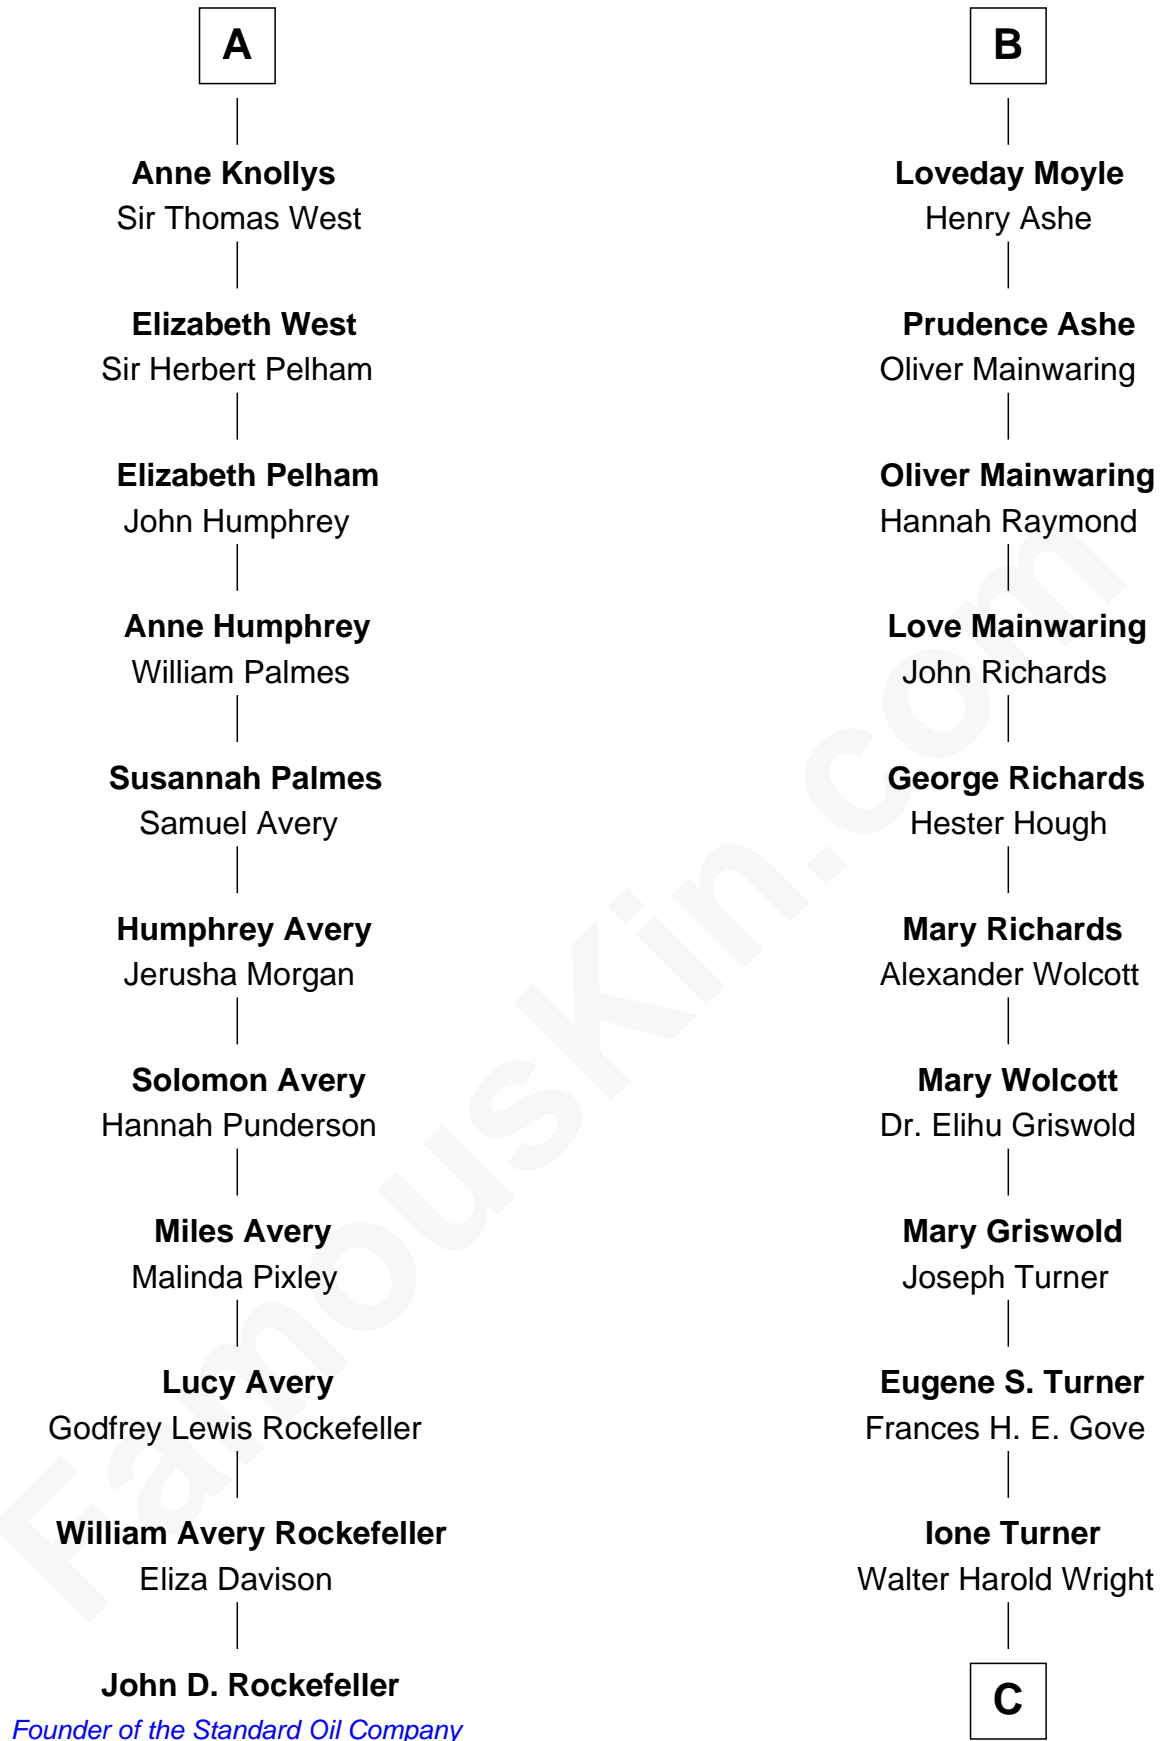 A
Anne Knollys
Sir Thomas West
Elizabeth West
Sir Herbert Pelham
Elizabeth Pelham
John Humphrey
Anne Humphrey
William Palmes
Susannah Palmes
Samuel Avery
Humphrey Avery
Jerusha Morgan
Solomon Avery
Hannah Punderson
Miles Avery
Malinda Pixley
Lucy Avery
Godfrey Lewis Rockefeller
William Avery Rockefeller
Eliza Davison
John D. Rockefeller
Founder of the Standard Oil Company
B
Loveday Moyle
Henry Ashe
Prudence Ashe
Oliver Mainwaring
Oliver Mainwaring
Hannah Raymond
Love Mainwaring
John Richards
George Richards
Hester Hough
Mary Richards
Alexander Wolcott
Mary Wolcott
Dr. Elihu Griswold
Mary Griswold
Joseph Turner
Eugene S. Turner
Frances H. E. Gove
Ione Turner
Walter Harold Wright
C
FamousKin.com